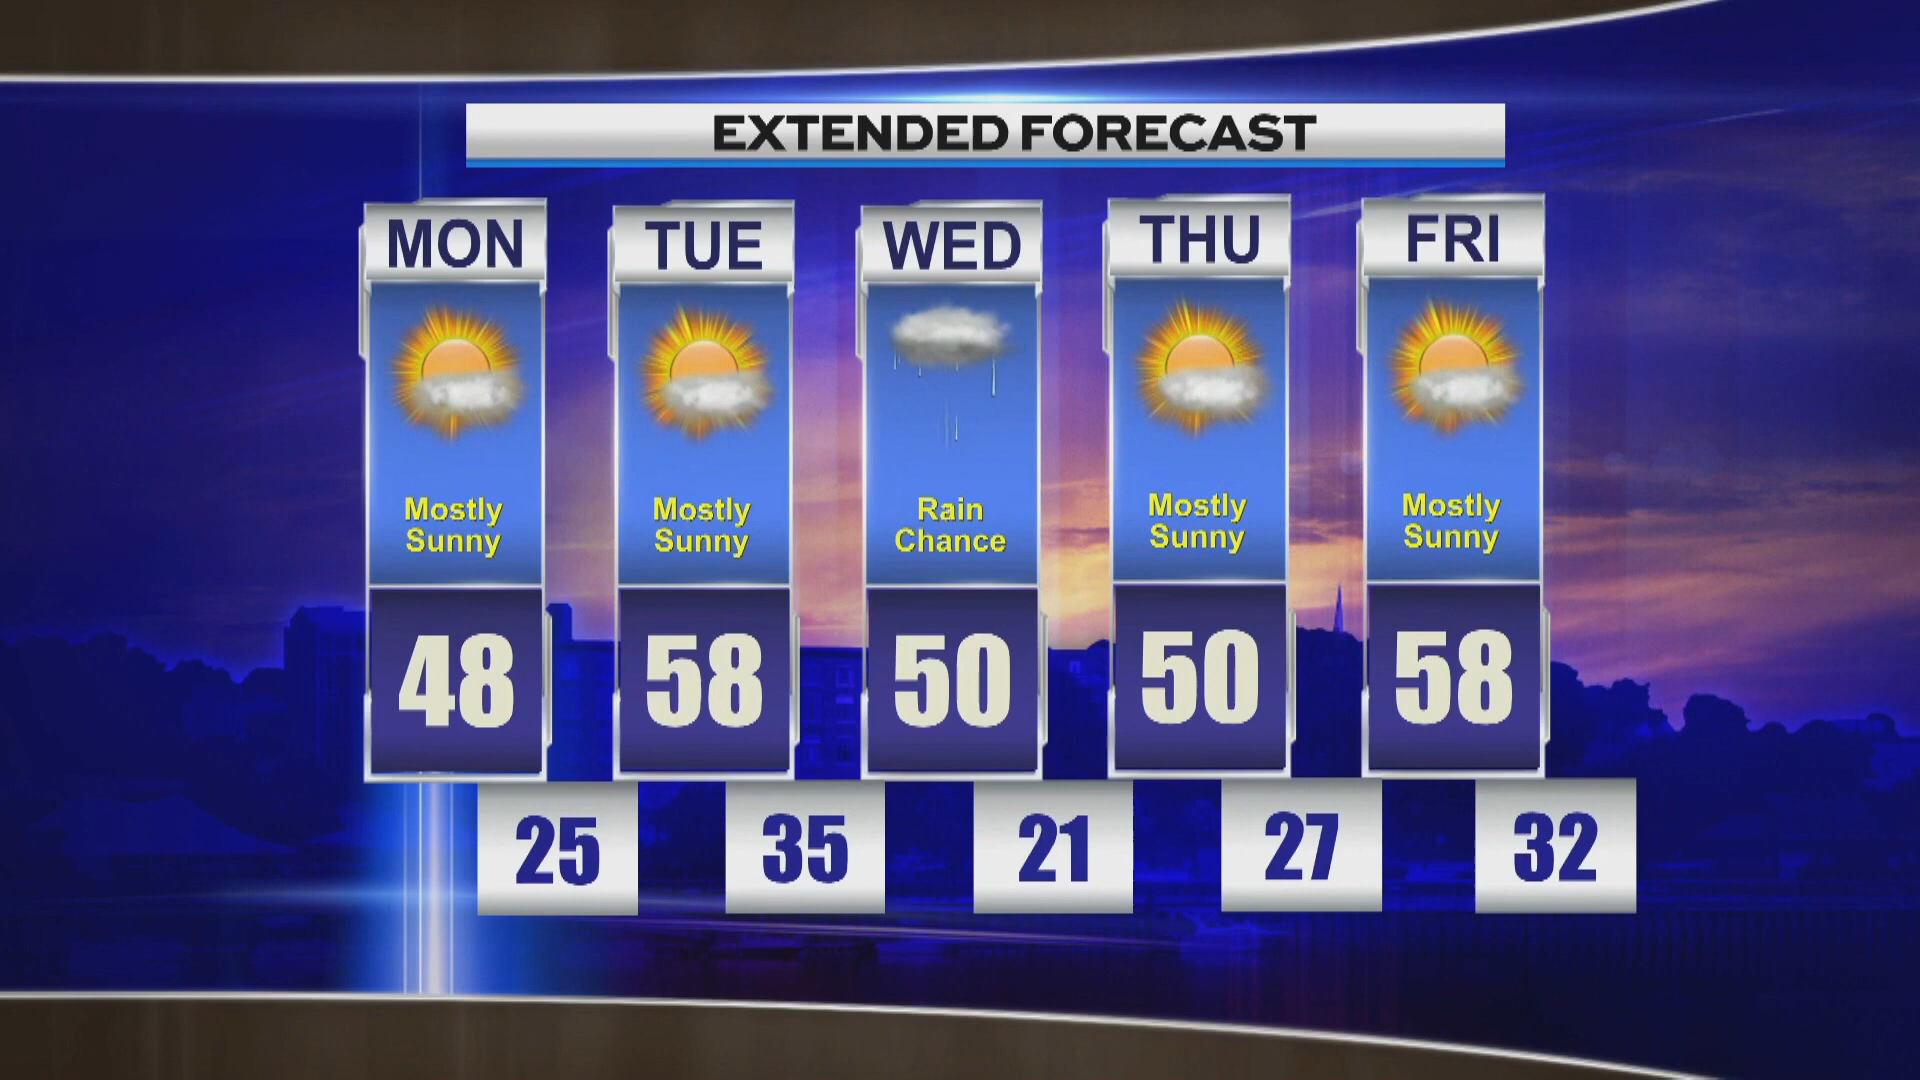 EXTENDED FORECAST
MON
TUE
WED
THU
FRI
Mostly
Sunny
Mostly
Sunny
Rain
Chance
Mostly
Sunny
Mostly
Sunny
48
58
50
50
58
25
35
21
27
32